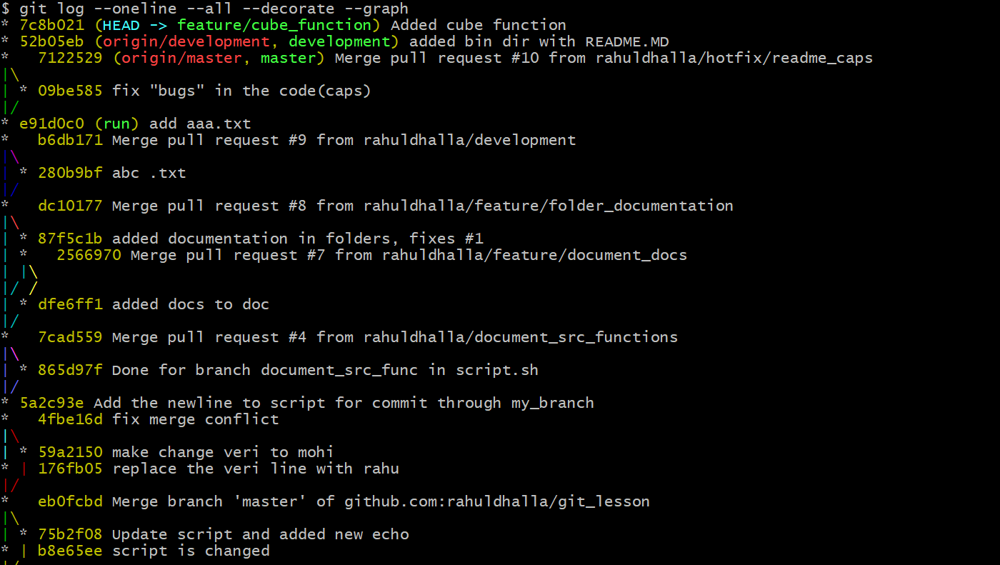 $ git log --oneline --all --decorate --graph
* 7c8b021 (HEAD -> feature/cube_function) Added cube function
* 52b05eb (origin/development, development) added bin dir with README.MD
*   7122529 (origin/master, master) Merge pull request #10 from rahuldhalla/hotfix/readme_caps
|\
| * 09be585 fix "bugs" in the code(caps)
|/
* e91d0c0 (run) add aaa.txt
*   b6db171 Merge pull request #9 from rahuldhalla/development
|\
| * 280b9bf abc .txt
|/
*   dc10177 Merge pull request #8 from rahuldhalla/feature/folder_documentation
|\
| * 87f5c1b added documentation in folders, fixes #1
| *   2566970 Merge pull request #7 from rahuldhalla/feature/document_docs
| |\
|/ /
| * dfe6ff1 added docs to doc
|/
*   7cad559 Merge pull request #4 from rahuldhalla/document_src_functions
|\
| * 865d97f Done for branch document_src_func in script.sh
|/
* 5a2c93e Add the newline to script for commit through my_branch
*   4fbe16d fix merge conflict
|\
| * 59a2150 make change veri to mohi
* | 176fb05 replace the veri line with rahu
|/
*   eb0fcbd Merge branch 'master' of github.com:rahuldhalla/git_lesson
|\
| * 75b2f08 Update script and added new echo
* | b8e65ee script is changed
|/